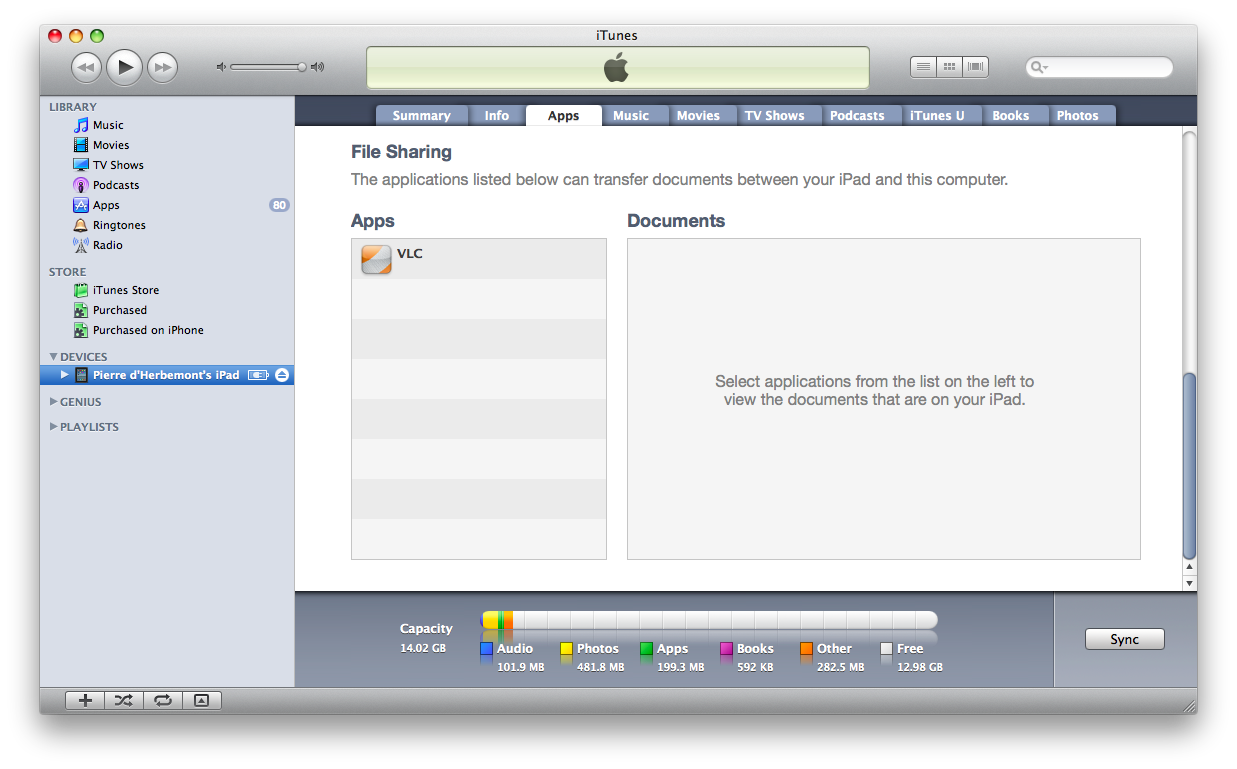 iTunes
LIBRARY
Music
Movies
TV Shows
Podcasts
Apps 80
Ringtones
Radio
STORE
iTunes Store
Purchased
Purchased on iPhone
DEVICES
Pierre d'Herbemont's iPad
GENIUS
PLAYLISTS
Summary Info Apps Music Movies TV Shows Podcasts iTunes U Books Photos
File Sharing
The applications listed below can transfer documents between your iPad and this computer.
Apps
VLC
Documents
Select applications from the list on the left to
view the documents that are on your iPad.
Capacity
14.02 GB
Audio Photos Apps Books Other Free
101.9 MB 481.8 MB 199.3 MB 592 KB 282.5 MB 12.98 GB
Sync